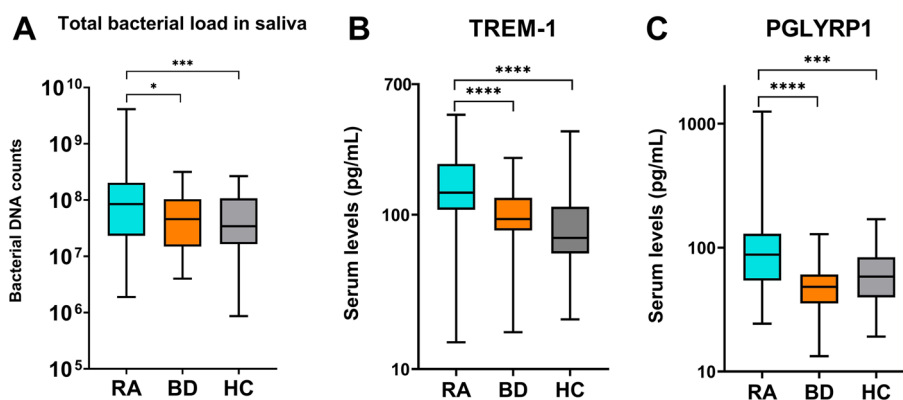 A Total bacterial load in saliva
***
*
10^10
10^9
10^8
10^7
10^6
10^5
Bacterial DNA counts
RA BD HC
B TREM-1
****
****
700
100
10
Serum levels (pg/mL)
RA BD HC
C PGLYRP1
***
****
1000
100
10
Serum levels (pg/mL)
RA BD HC